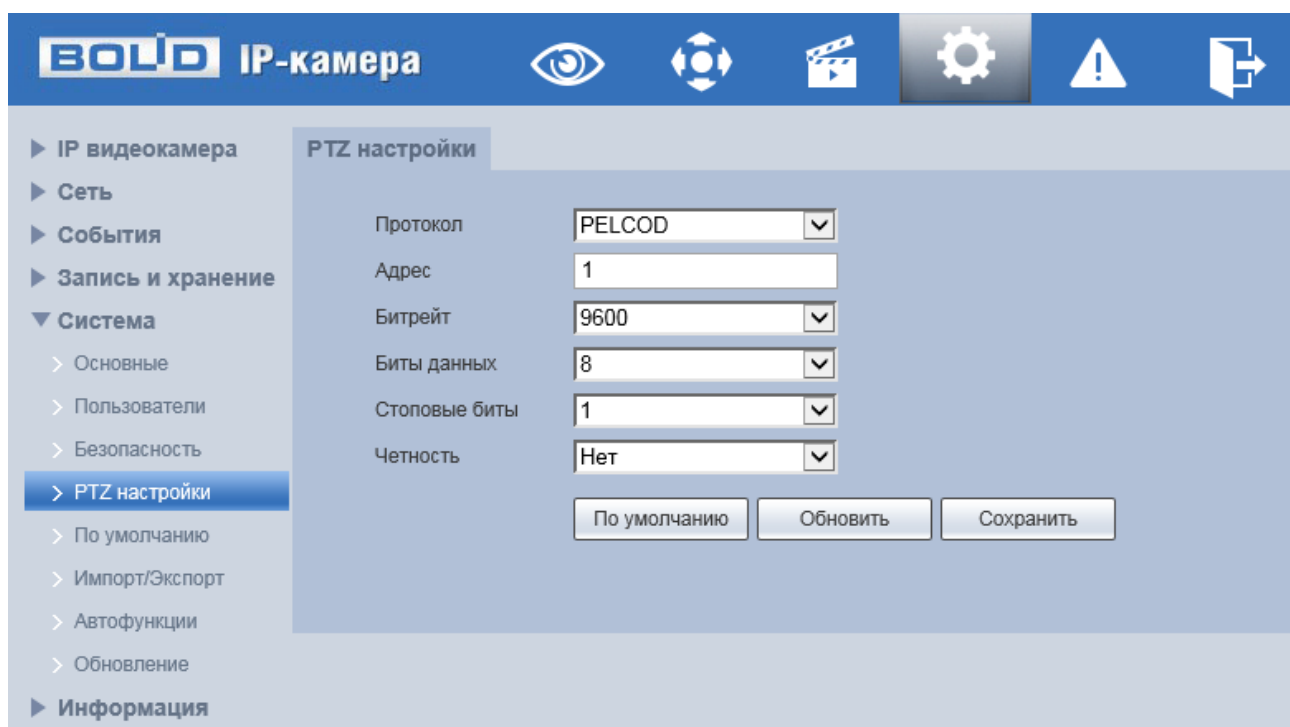 BOLID IP-камера
IP видеокамера
Сеть
События
Запись и хранение
Система
Основные
Пользователи
Безопасность
PTZ настройки
По умолчанию
Импорт/Экспорт
Автофункции
Обновление
Информация
PTZ настройки
Протокол PELCOD
Адрес 1
Битрейт 9600
Биты данных 8
Стоповые биты 1
Четность Нет
По умолчанию Обновить Сохранить